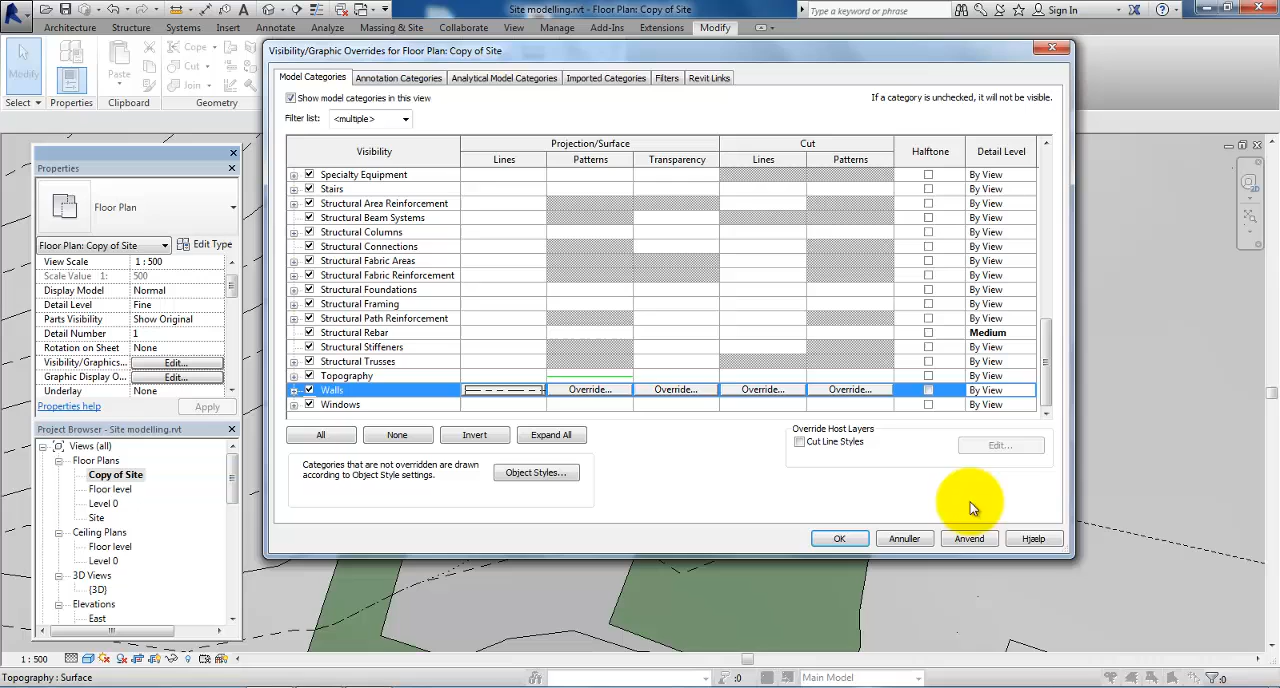 Site modelling.rvt - Floor Plan: Copy of Site
Type a keyword or phrase
Sign In
Architecture Structure Systems Insert Annotate Analyze Massing & Site Collaborate View Manage Add-Ins Extensions Modify
Modify
Properties
Paste
Cope
Cut
Join
Select Properties Clipboard Geometry
Visibility/Graphic Overrides for Floor Plan: Copy of Site
Model Categories Annotation Categories Analytical Model Categories Imported Categories Filters Revit Links
Show model categories in this view
If a category is unchecked, it will not be visible.
Filter list: <multiple>
Visibility Projection/Surface Cut Halftone Detail Level
Lines Patterns Transparency Lines Patterns
Specialty Equipment By View
Stairs By View
Structural Area Reinforcement By View
Structural Beam Systems By View
Structural Columns By View
Structural Connections By View
Structural Fabric Areas By View
Structural Fabric Reinforcement By View
Structural Foundations By View
Structural Framing By View
Structural Path Reinforcement By View
Structural Rebar Medium
Structural Stiffeners By View
Structural Trusses By View
Topography By View
Walls Override... Override... Override... Override... By View
Windows By View
All None Invert Expand All
Override Host Layers
Cut Line Styles Edit...
Categories that are not overridden are drawn
according to Object Style settings.
Object Styles...
OK Annuller Anvend Hjælp
Properties
Floor Plan
Floor Plan: Copy of Site Edit Type
View Scale 1 : 500
Scale Value 1: 500
Display Model Normal
Detail Level Fine
Parts Visibility Show Original
Detail Number 1
Rotation on Sheet None
Visibility/Graphics... Edit...
Graphic Display O... Edit...
Underlay None
Properties help Apply
Project Browser - Site modelling.rvt
Views (all)
Floor Plans
Copy of Site
Floor level
Level 0
Site
Ceiling Plans
Floor level
Level 0
3D Views
{3D}
Elevations
East
1 : 500
Topography : Surface
:0
Main Model
:0